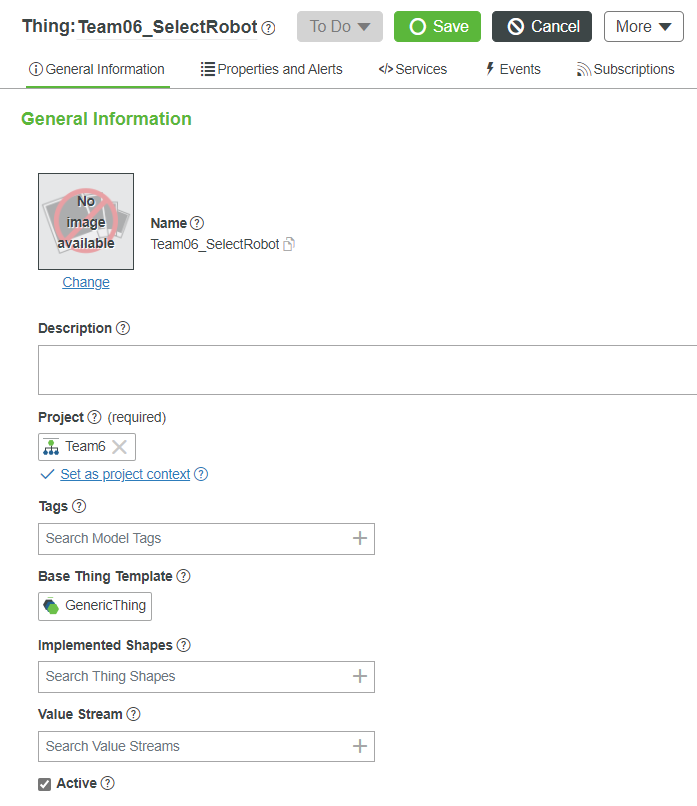 Thing: Team06_SelectRobot
To Do
Save
Cancel
More
General Information
Properties and Alerts
</> Services
Events
Subscriptions
General Information
No
image
available
Change
Name
Team06_SelectRobot
Description
Project (required)
Team6
Set as project context
Tags
Search Model Tags
Base Thing Template
GenericThing
Implemented Shapes
Search Thing Shapes
Value Stream
Search Value Streams
Active